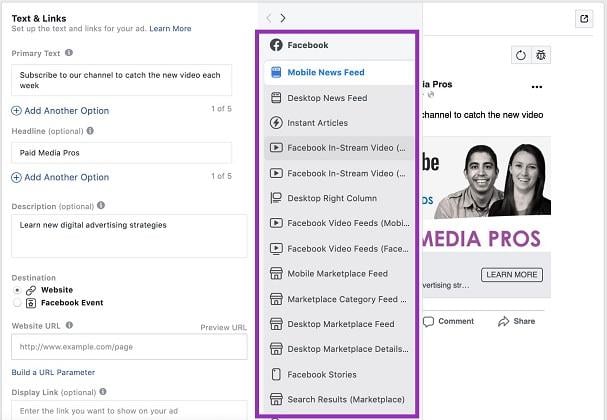 Text & Links
Set up the text and links for your ad. Learn More
Primary Text
Subscribe to our channel to catch the new video each
week
Add Another Option
1 of 5
Headline (optional)
Paid Media Pros
Add Another Option
1 of 5
Description (optional)
Learn new digital advertising strategies
Destination
Website
Facebook Event
Website URL
Preview URL
http://www.example.com/page
Build a URL Parameter
Display Link (optional)
Enter the link you want to show on your ad
Facebook
Mobile News Feed
Desktop News Feed
Instant Articles
Facebook In-Stream Video (...
Facebook In-Stream Video (...
Desktop Right Column
Facebook Video Feeds (Mobi...
Facebook Video Feeds (Face...
Mobile Marketplace Feed
Marketplace Category Feed ...
Desktop Marketplace Feed
Desktop Marketplace Details...
Facebook Stories
Search Results (Marketplace)
a Pros
channel to catch the new video
be
OS
MEDIA PROS
vertising str...
LEARN MORE
Comment
Share